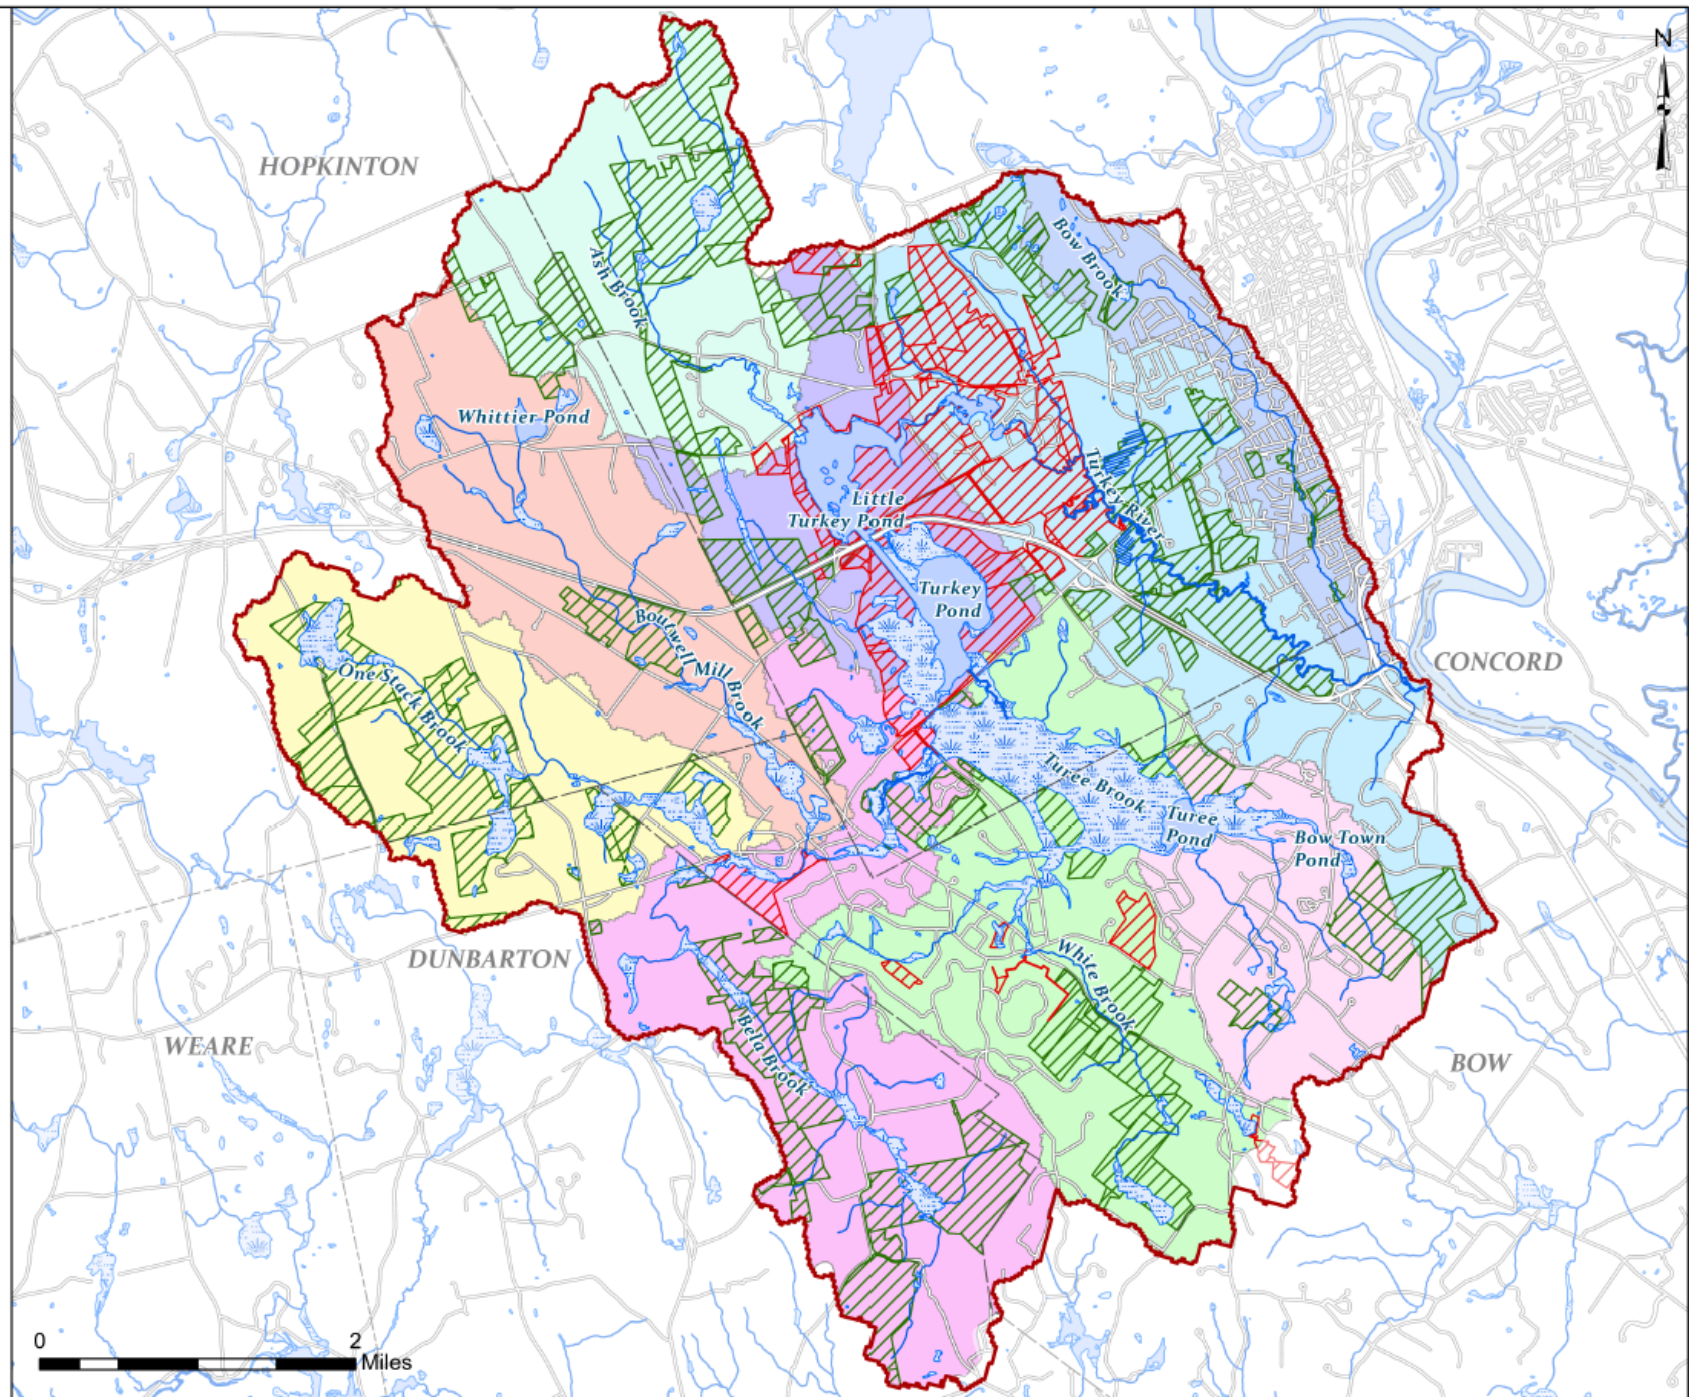 N
HOPKINTON
Bow Brook
Ash Brook
Whittier Pond
Little
Turkey Pond
Turkey River
Turkey
Pond
Boutwell Mill Brook
One Stack Brook
CONCORD
Turee Brook
Turee
Pond
Bow Town
Pond
DUNBARTON
White Brook
Bela Brook
WEARE
BOW
0 2
Miles